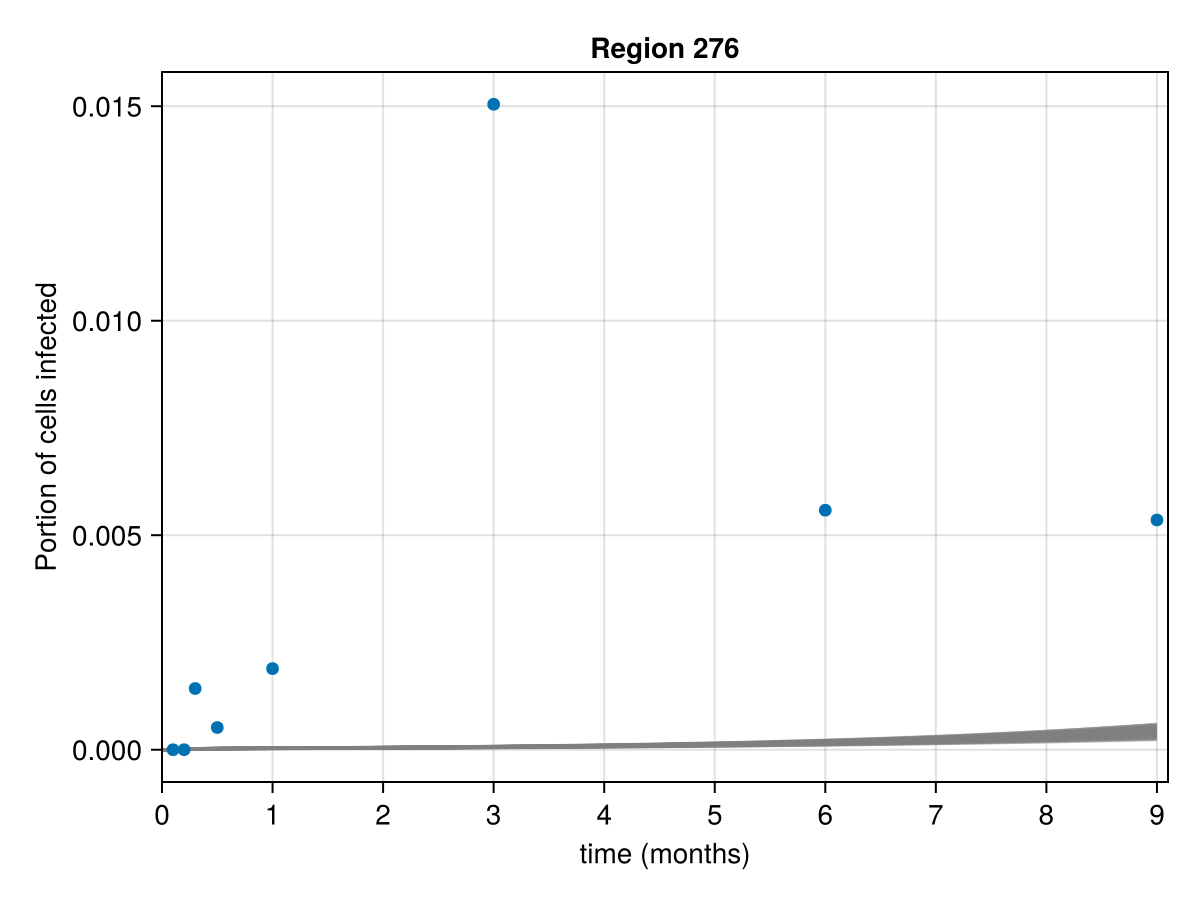 Region 276
Portion of cells infected
0.015
0.010
0.005
0.000
0 1 2 3 4 5 6 7 8 9
time (months)